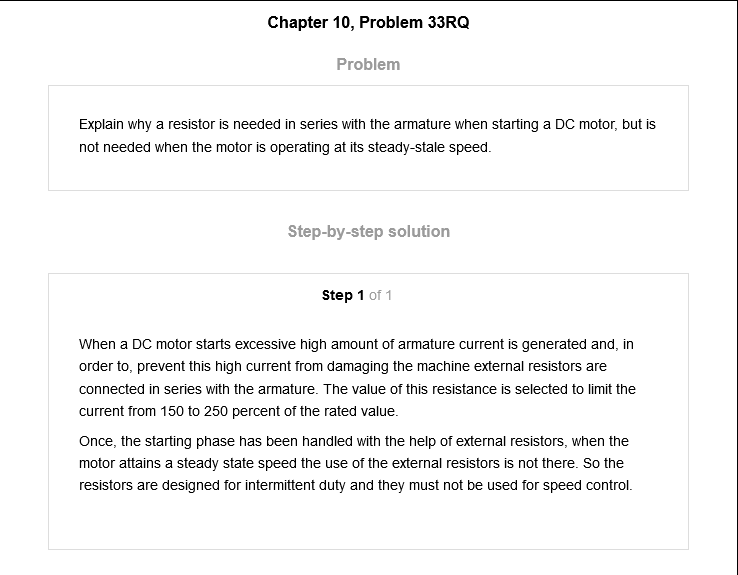 Chapter 10, Problem 33RQ
Problem
Explain why a resistor is needed in series with the armature when starting a DC motor, but is
not needed when the motor is operating at its steady-stale speed.
Step-by-step solution
Step 1 of 1
When a DC motor starts excessive high amount of armature current is generated and, in
order to, prevent this high current from damaging the machine external resistors are
connected in series with the armature. The value of this resistance is selected to limit the
current from 150 to 250 percent of the rated value.
Once, the starting phase has been handled with the help of external resistors, when the
motor attains a steady state speed the use of the external resistors is not there. So the
resistors are designed for intermittent duty and they must not be used for speed control.